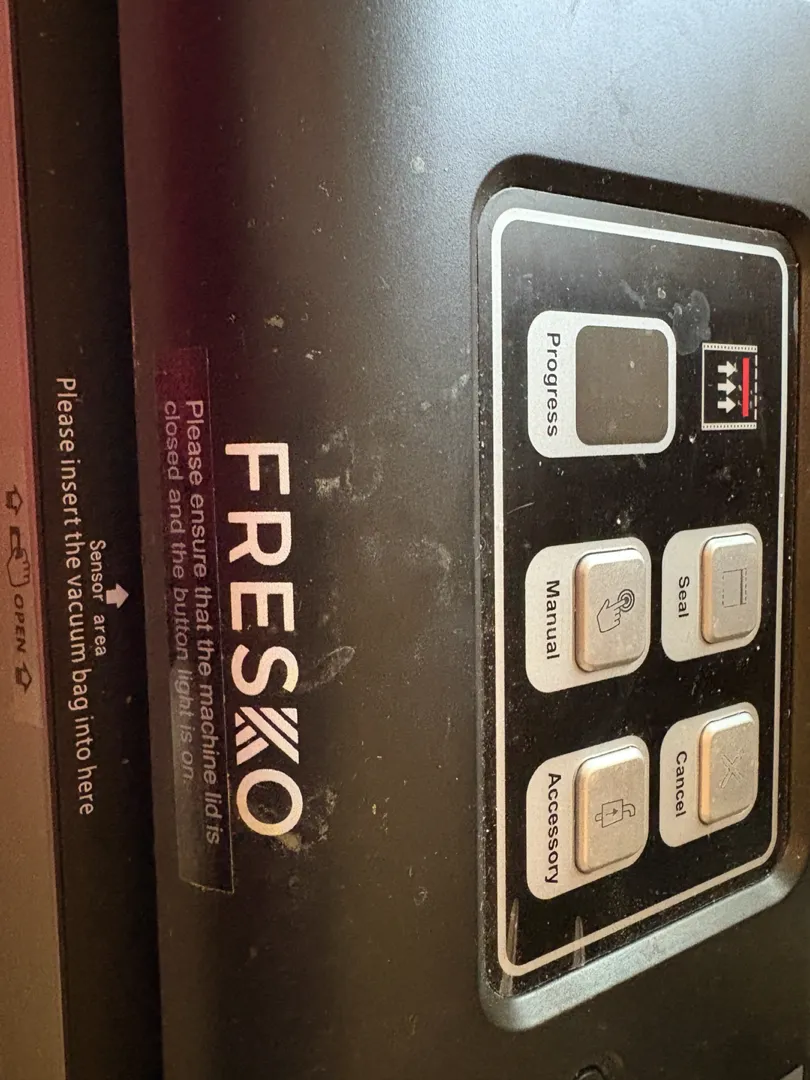 Seal
Cancel
Progress
Manual
Accessory
FRESKO
Please ensure that the machine lid is
closed and the button light is on.
Sensor area
Please insert the vacuum bag into here
OPEN